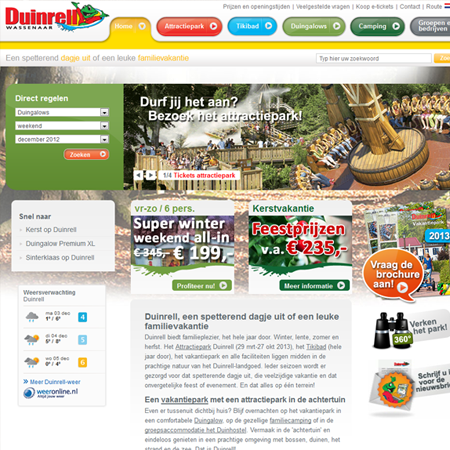 Prijzen en openingstijden | Veelgestelde vragen | Koop e-tickets | Contact | Route
Duinrell
WASSENAAR
Home
Attractiepark
Tikibad
Duingalows
Camping
Groepen
bedrijven
Een spetterend dagje uit of een leuke familievakantie
Typ hier uw zoekwoord
Direct regelen
Duingalows
weekend
december 2012
Zoeken
Durf jij het aan?
Bezoek het attractiepark!
1/4 Tickets attractiepark
Snel naar
Kerst op Duinrell
Duingalow Premium XL
Sinterklaas op Duinrell
vr-zo / 6 pers.
Super winter
weekend all-in
€ 345,- € 199,-
Profiteer nu!
Kerstvakantie
Feestprijzen
v.a. € 235,-
Meer informatie
Duinrell
2013
Vraag de
brochure
aan!
Weersverwachting
Duinrell
ma 03 dec
1° / 6°
4
di 04 dec
5° / 8°
5
wo 05 dec
0° / 6°
6
Meer Duinrell-weer
weeronline.nl
Altijd jouw weer
360°
Verken
het park!
Schrijf u
voor de
nieuwsbri
Duinrell, een spetterend dagje uit of een leuke
familievakantie
Duinrell biedt familieplezier, het hele jaar door. Winter, lente, zomer en
herfst. Het Attractiepark Duinrell (29 mrt-27 okt 2013), het Tikibad (hele
jaar door), het vakantiepark en alle faciliteiten liggen midden in de
prachtige natuur van het Duinrell-landgoed. Ieder seizoen wordt er
gezorgd voor dat spetterende dagje uit, die veelzijdige vakantie en dat
onvergetelijke feest of evenement. En dat alles op één terrein!
Een vakantiepark met een attractiepark in de achtertuin
Even er tussenuit dichtbij huis? Blijf overnachten op het vakantiepark in
een comfortabele Duingalow, op de gezellige familiecamping of in de
groepsaccommodatie het Duinhostel. Vermaak in de 'achtertuin' en
eindeloos genieten in een prachtige omgeving met bossen, duinen, het
strand en de zee. Dat is Duinrell!